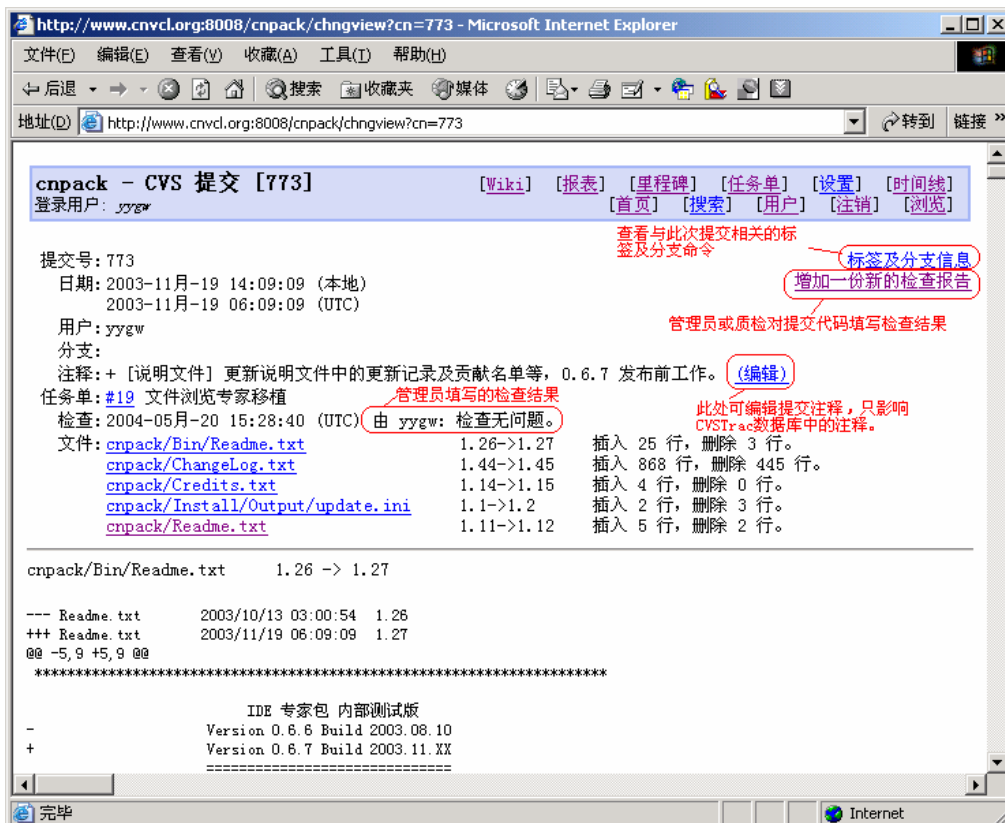 http://www.cnvcl.org:8008/cnpack/chngview?cn=773 - Microsoft Internet Explorer
文件(F) 编辑(E) 查看(V) 收藏(A) 工具(T) 帮助(H)
后退 搜索 收藏夹 媒体
地址(D) http://www.cnvcl.org:8008/cnpack/chngview?cn=773 转到 链接 »
cnpack - CVS 提交 [773] [Wiki] [报表] [里程碑] [任务单] [设置] [时间线]
登录用户: yygw [首页] [搜索] [用户] [注销] [浏览]
查看与此次提交相关的标
签及分支命令
标签及分支信息
提交号: 773
增加一份新的检查报告
日期: 2003-11月-19 14:09:09 (本地)
2003-11月-19 06:09:09 (UTC)
管理员或质检对提交代码填写检查结果
用户: yygw
分支:
注释: + [说明文件] 更新说明文件中的更新记录及贡献名单等，0.6.7 发布前工作。 (编辑)
任务单: #19 文件浏览专家移植
管理员填写的检查结果
此处可编辑提交注释，只影响
CVSTrac数据库中的注释。
检查: 2004-05月-20 15:28:40 (UTC) 由 yygw: 检查无问题。
文件: cnpack/Bin/Readme.txt 1.26->1.27 插入 25 行，删除 3 行。
cnpack/ChangeLog.txt 1.44->1.45 插入 868 行，删除 445 行。
cnpack/Credits.txt 1.14->1.15 插入 4 行，删除 0 行。
cnpack/Install/Output/update.ini 1.1->1.2 插入 2 行，删除 3 行。
cnpack/Readme.txt 1.11->1.12 插入 5 行，删除 2 行。
cnpack/Bin/Readme.txt 1.26 -> 1.27
--- Readme.txt 2003/10/13 03:00:54 1.26
+++ Readme.txt 2003/11/19 06:09:09 1.27
@@ -5,9 +5,9 @@
**********************************************************************
IDE 专家包 内部测试版
- Version 0.6.6 Build 2003.08.10
+ Version 0.6.7 Build 2003.11.XX
==============================
完毕 Internet